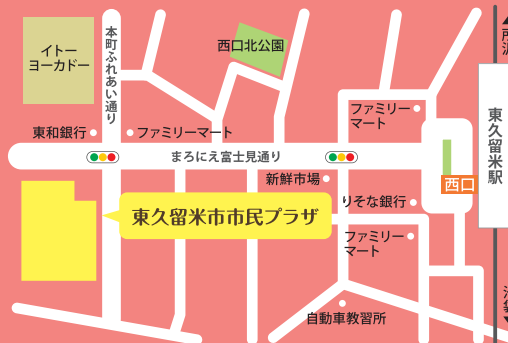 イトー
ヨーカドー
本町ふれあい通り
西口北公園
東和銀行
ファミリーマート
ファミリー
マート
まろにえ富士見通り
新鮮市場
東久留米市市民プラザ
りそな銀行
ファミリー
マート
自動車教習所
西口
東久留米駅